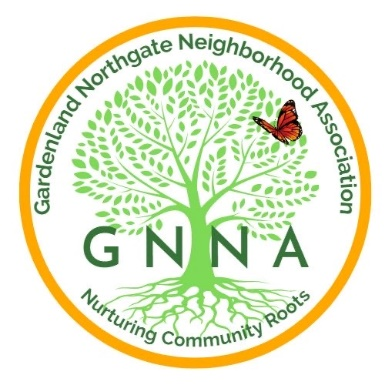 Gardenland Northgate Neighborhood Association
GNNA
Nurturing Community Roots